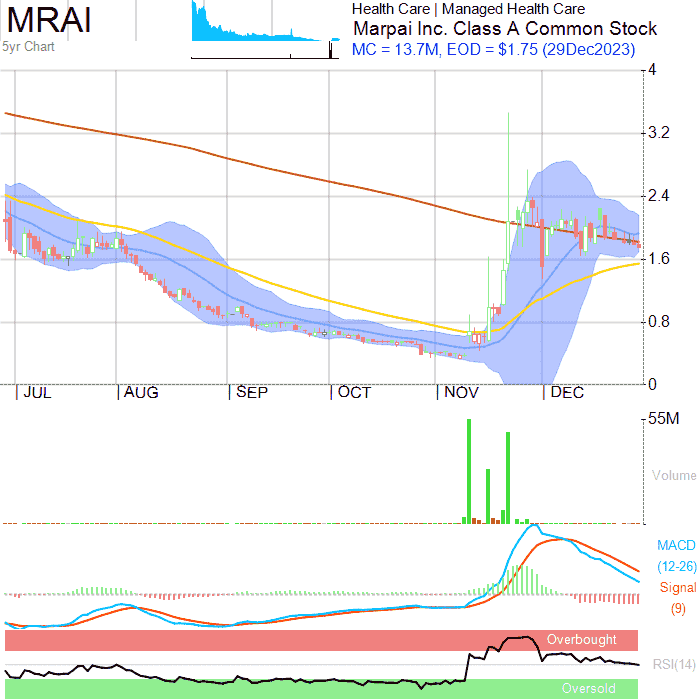 MRAI
5yr Chart
Health Care | Managed Health Care
Marpai Inc. Class A Common Stock
MC = 13.7M, EOD = $1.75 (29Dec2023)
4
3.2
2.4
1.6
0.8
0
JUL AUG SEP OCT NOV DEC
55M
Volume
MACD
(12-26)
Signal
(9)
Overbought
RSI(14)
Oversold